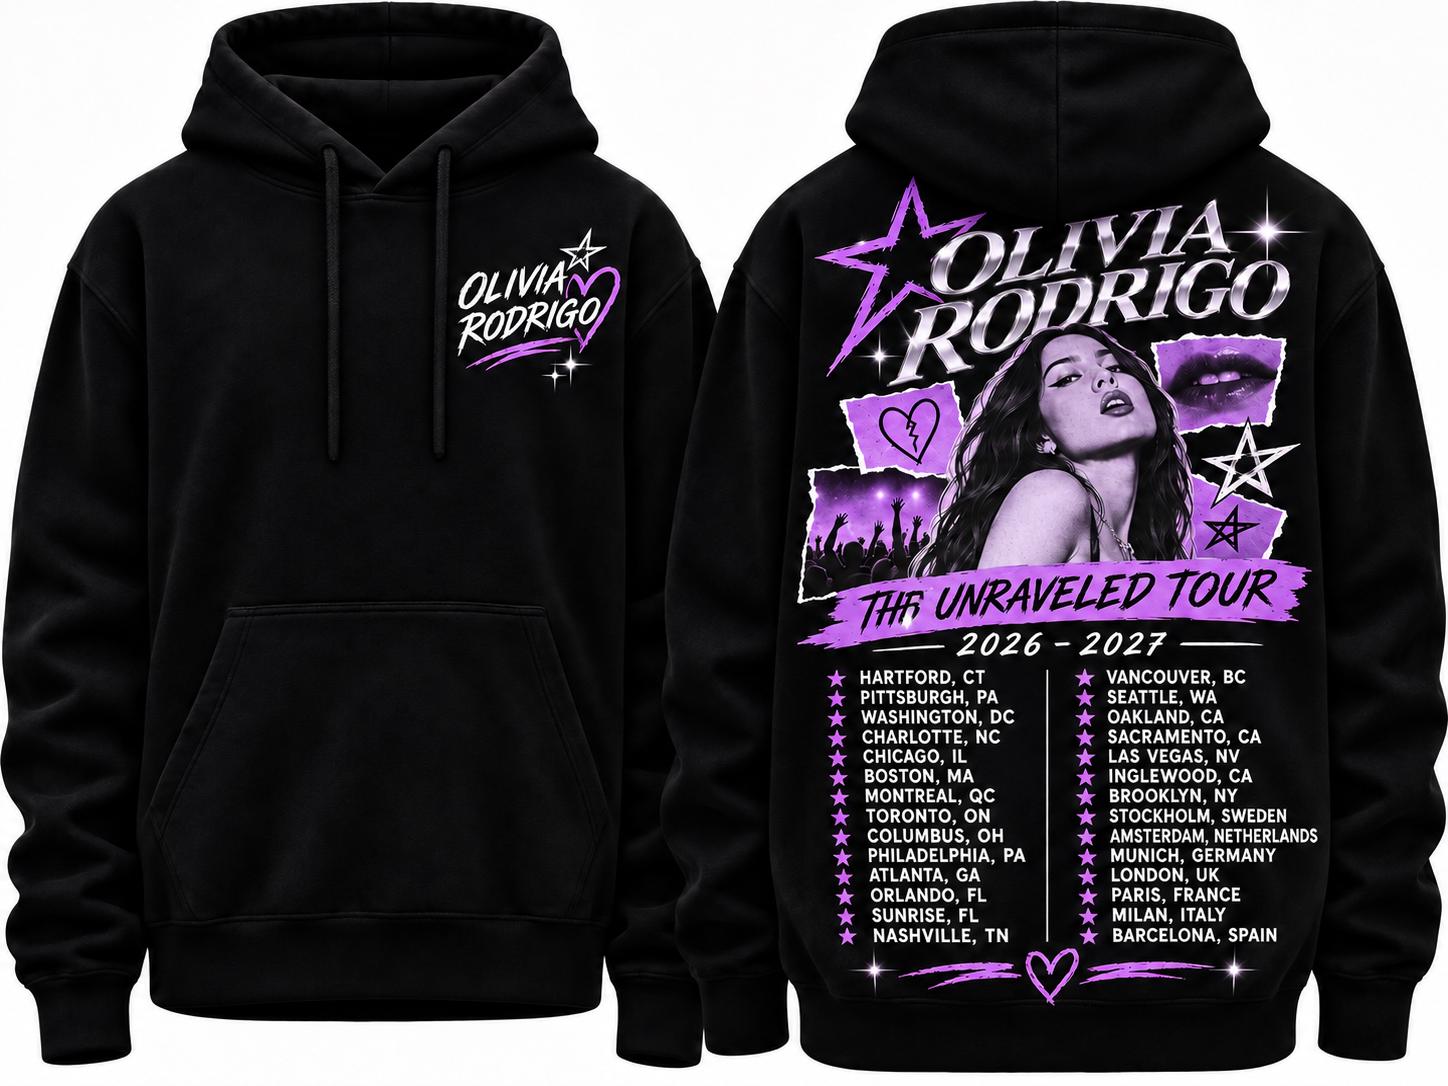 OLIVIA
RODRIGO
OLIVIA
RODRIGO
THE UNRAVELED TOUR
2026 - 2027
HARTFORD, CT
PITTSBURGH, PA
WASHINGTON, DC
CHARLOTTE, NC
CHICAGO, IL
BOSTON, MA
MONTREAL, QC
TORONTO, ON
COLUMBUS, OH
PHILADELPHIA, PA
ATLANTA, GA
ORLANDO, FL
SUNRISE, FL
NASHVILLE, TN
VANCOUVER, BC
SEATTLE, WA
OAKLAND, CA
SACRAMENTO, CA
LAS VEGAS, NV
INGLEWOOD, CA
BROOKLYN, NY
STOCKHOLM, SWEDEN
AMSTERDAM, NETHERLANDS
MUNICH, GERMANY
LONDON, UK
PARIS, FRANCE
MILAN, ITALY
BARCELONA, SPAIN